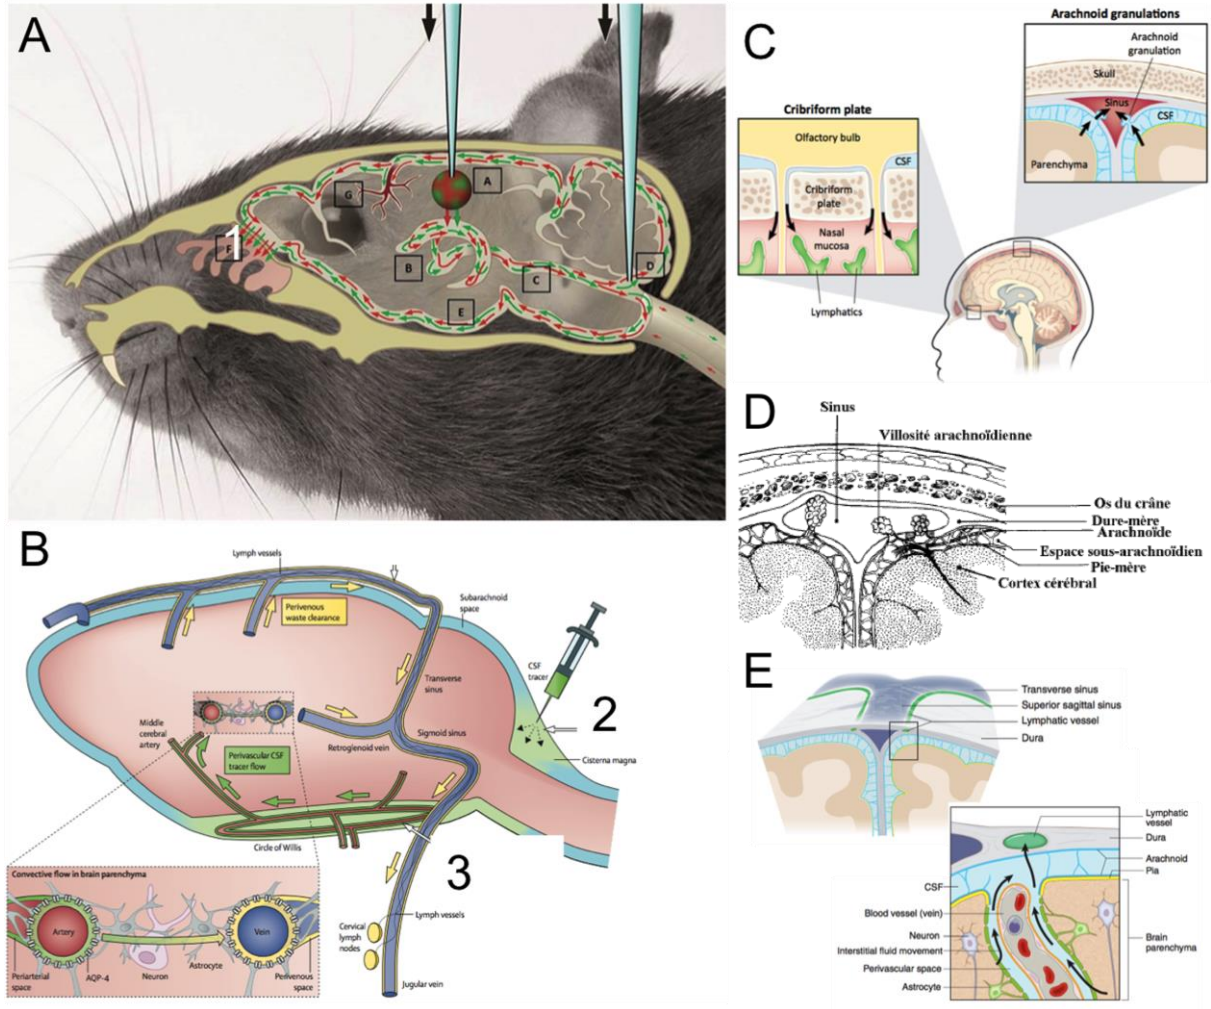 A
G
A
1
F
B
C
D
E
B
Lymph vessels
Perivenous
waste clearance
Subarachnoid
space
CSF
tracer
2
Transverse
sinus
Middle
cerebral
artery
Retroglenoid vein
Sigmoid sinus
Perivascular CSF
tracer flow
Cisterna magna
Circle of Willis
3
Convective flow in brain parenchyma
Artery
Vein
Lymph vessels
Cervical
lymph
nodes
Periarterial
space
AQP-4
Neuron
Astrocyte
Perivenous
space
Jugular vein
C
Arachnoid granulations
Arachnoid
granulation
Skull
Sinus
CSF
Parenchyma
Cribriform plate
Olfactory bulb
CSF
Cribriform
plate
Nasal
mucosa
Lymphatics
D
Sinus
Villosité arachnoïdienne
Os du crâne
Dure-mère
Arachnoïde
Espace sous-arachnoïdien
Pie-mère
Cortex cérébral
E
Transverse sinus
Superior sagittal sinus
Lymphatic vessel
Dura
Lymphatic
vessel
Dura
Arachnoid
Pia
CSF
Blood vessel (vein)
Neuron
Interstitial fluid movement
Perivascular space
Astrocyte
Brain
parenchyma